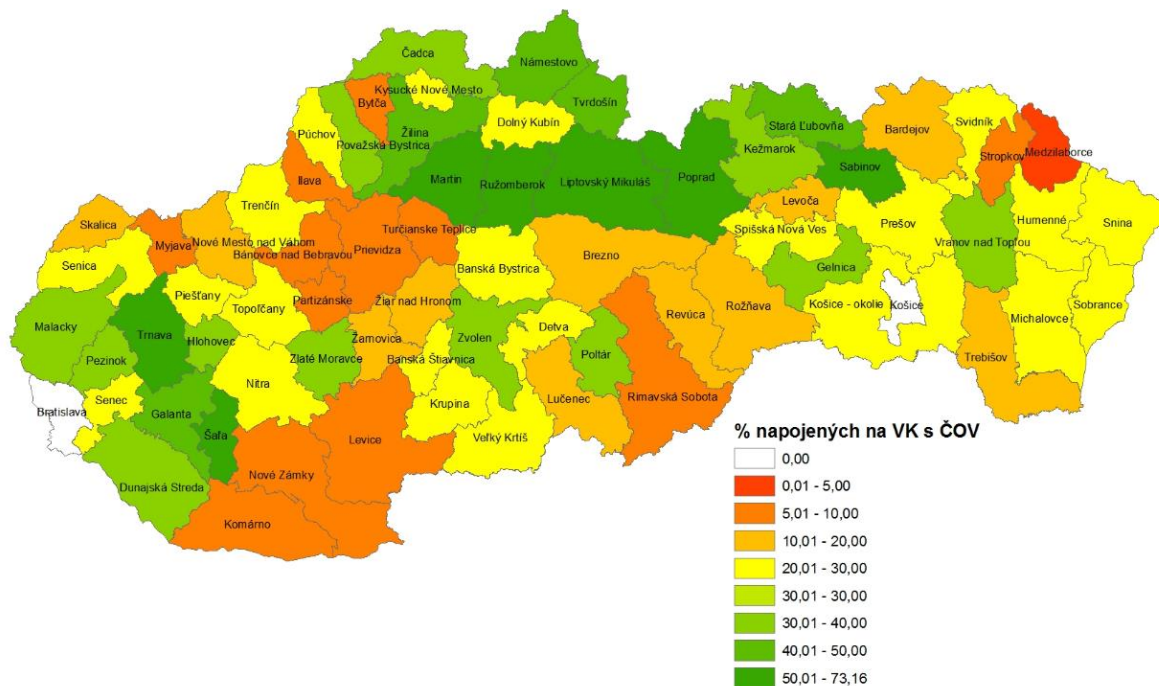 Čadca
Námestovo
Kysucké Nové Mesto
Bytča
Tvrdošín
Stará Ľubovňa
Svidník
Bardejov
Púchov
Žilina
Dolný Kubín
Považská Bystrica
Kežmarok
Stropkov
Medzilaborce
Sabinov
Ilava
Martin
Ružomberok
Liptovský Mikuláš
Poprad
Levoča
Trenčín
Prešov
Humenné
Snina
Skalica
Turčianske Teplice
Spišská Nová Ves
Myjava
Nové Mesto nad Váhom
Prievidza
Vranov nad Topľou
Bánovce nad Bebravou
Brezno
Senica
Banská Bystrica
Gelnica
Piešťany
Partizánske
Žiar nad Hronom
Rožňava
Košice - okolie
Košice
Sobrance
Topoľčany
Revúca
Michalovce
Malacky
Trnava
Detva
Hlohovec
Zvolen
Žarnovica
Pezinok
Zlaté Moravce
Banská Štiavnica
Poltár
Trebišov
Nitra
Senec
Rimavská Sobota
Krupina
Lučenec
Bratislava
Galanta
Šaľa
Veľký Krtíš
Levice
Nové Zámky
Dunajská Streda
Komárno
% napojených na VK s ČOV
0,00
0,01 - 5,00
5,01 - 10,00
10,01 - 20,00
20,01 - 30,00
30,01 - 30,00
30,01 - 40,00
40,01 - 50,00
50,01 - 73,16